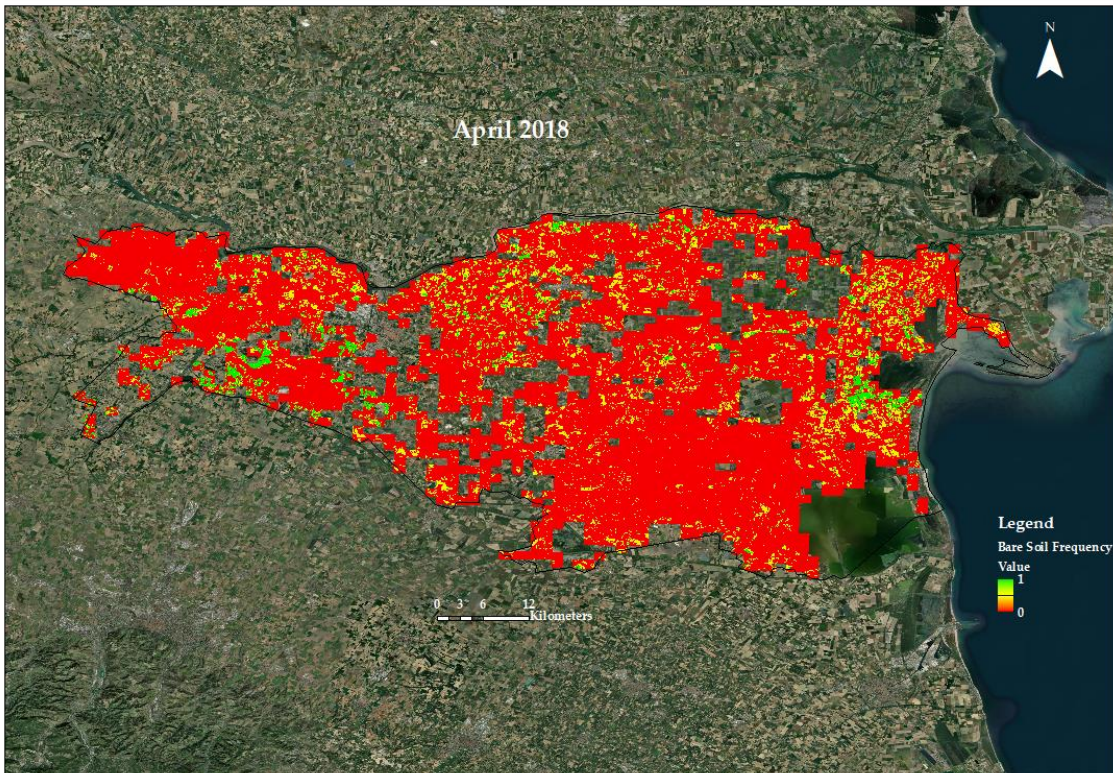 N
April 2018
Legend
Bare Soil Frequency
Value
1
0
0 3 6 12
Kilometers